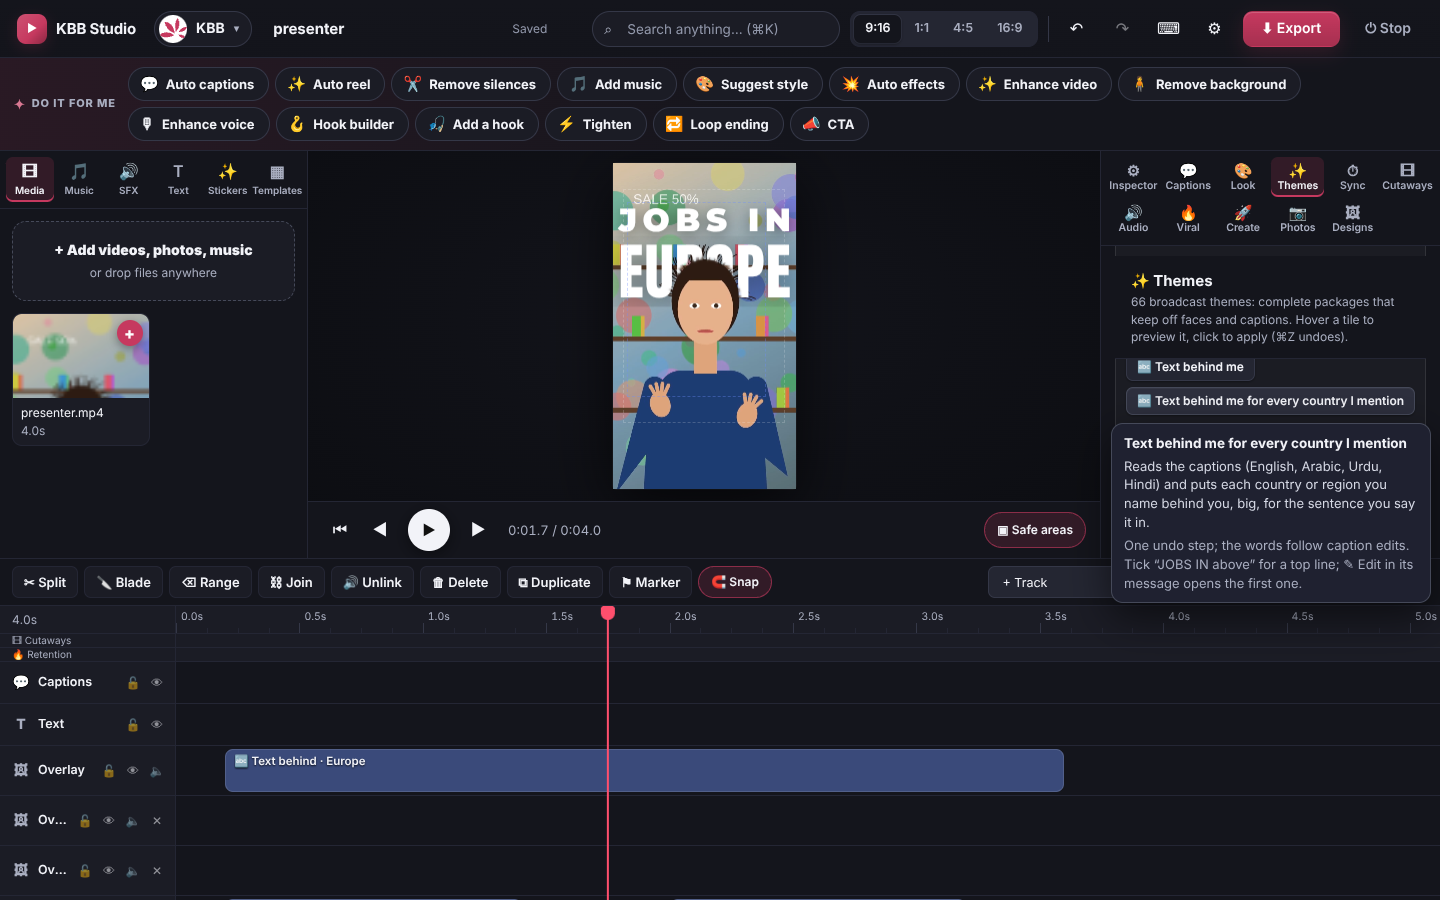 KBB Studio
KBB
presenter
Saved
Search anything... (⌘K)
9:16
1:1
4:5
16:9
Export
Stop
DO IT FOR ME
Auto captions
Auto reel
Remove silences
Add music
Suggest style
Auto effects
Enhance video
Remove background
Enhance voice
Hook builder
Add a hook
Tighten
Loop ending
CTA
Media
Music
SFX
Text
Stickers
Templates
+ Add videos, photos, music
or drop files anywhere
presenter.mp4
4.0s
SALE 50%
JOBS IN
EUROPE
0:01.7 / 0:04.0
Safe areas
Inspector
Captions
Look
Themes
Sync
Cutaways
Audio
Viral
Create
Photos
Designs
✨ Themes
66 broadcast themes: complete packages that
keep off faces and captions. Hover a tile to
preview it, click to apply (⌘Z undoes).
Text behind me
Text behind me for every country I mention
Text behind me for every country I mention
Reads the captions (English, Arabic, Urdu,
Hindi) and puts each country or region you
name behind you, big, for the sentence you say
it in.
One undo step; the words follow caption edits.
Tick “JOBS IN above” for a top line; ✎ Edit in its
message opens the first one.
Split
Blade
Range
Join
Unlink
Delete
Duplicate
Marker
Snap
+ Track
4.0s
0.0s
0.5s
1.0s
1.5s
2.0s
2.5s
3.0s
3.5s
4.0s
4.5s
5.0s
Cutaways
Retention
Captions
Text
Overlay
Text behind · Europe
Ov...
Ov...